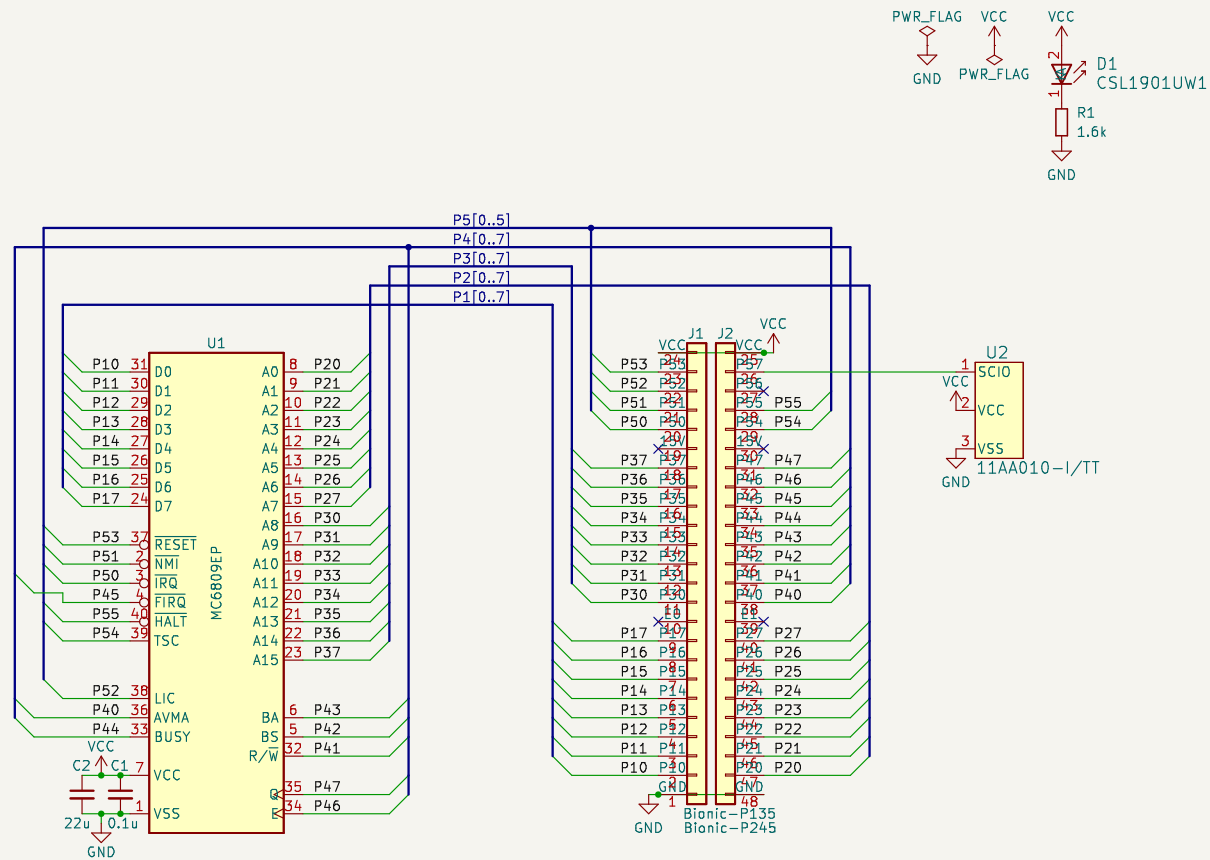 PWR_FLAG
GND
VCC
PWR_FLAG
VCC
2
1
D1
CSL1901UW1
R1
1.6k
GND
P5[0..5]
P4[0..7]
P3[0..7]
P2[0..7]
P1[0..7]
U1
MC6809EP
P10 31 D0
P11 30 D1
P12 29 D2
P13 28 D3
P14 27 D4
P15 26 D5
P16 25 D6
P17 24 D7
P53 37 RESET
P51 2 NMI
P50 3 IRQ
P45 4 FIRQ
P55 40 HALT
P54 39 TSC
P52 38 LIC
P40 36 AVMA
P44 33 BUSY
7 VCC
1 VSS
A0 8 P20
A1 9 P21
A2 10 P22
A3 11 P23
A4 12 P24
A5 13 P25
A6 14 P26
A7 15 P27
A8 16 P30
A9 17 P31
A10 18 P32
A11 19 P33
A12 20 P34
A13 21 P35
A14 22 P36
A15 23 P37
BA 6 P43
BS 5 P42
R/W 32 P41
Q 35 P47
E 34 P46
VCC
C2 C1
22u 0.1u
GND
J1 J2
VCC
VCC VCC
24 25
P53
P52
P51 P55
P50 P54
P37 P47
P36 P46
P35 P45
P34 P44
P33 P43
P32 P42
P31 P41
P30 P40
P17 P27
P16 P26
P15 P25
P14 P24
P13 P23
P12 P22
P11 P21
P10 P20
GND GND
1 48
GND
Bionic-P135
Bionic-P245
U2
1 SCIO
VCC
2 VCC
3 VSS
GND
11AA010-I/TT